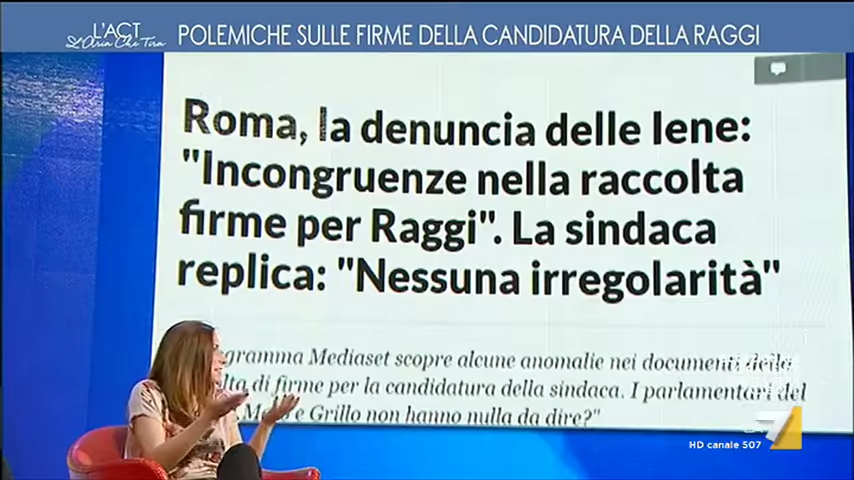 L'ACT
L'Aria Che Tira
POLEMICHE SULLE FIRME DELLA CANDIDATURA DELLA RAGGI
Roma, la denuncia delle Iene:
"Incongruenze nella raccolta
firme per Raggi". La sindaca
replica: "Nessuna irregolarità"
gramma Mediaset scopre alcune anomalie nei documenti della
lta di firme per la candidatura della sindaca. I parlamentari del
e Grillo non hanno nulla da dire?"
7
HD canale 507